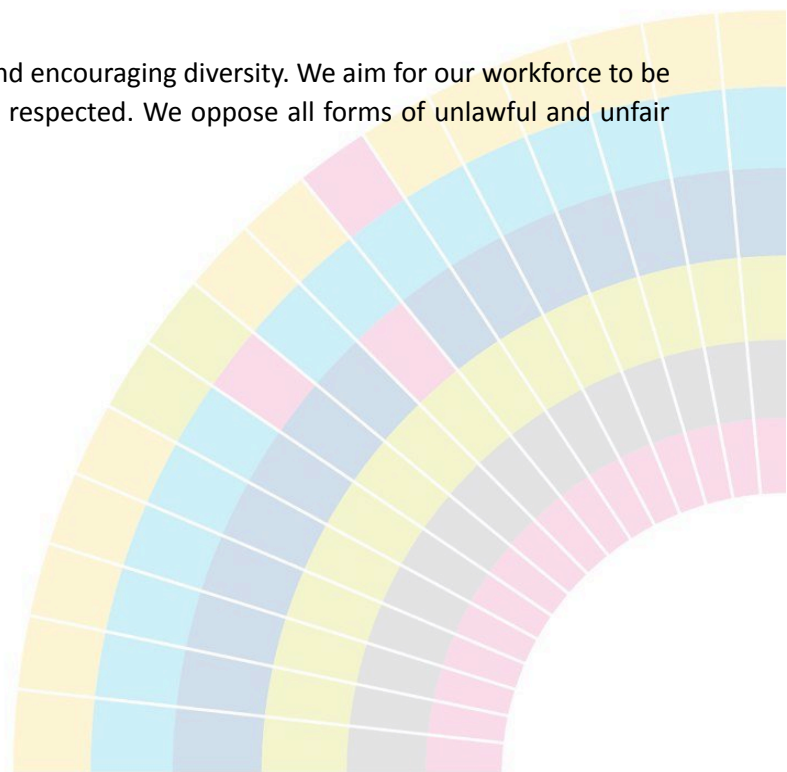 nd encouraging diversity. We aim for our workforce to be
respected. We oppose all forms of unlawful and unfair